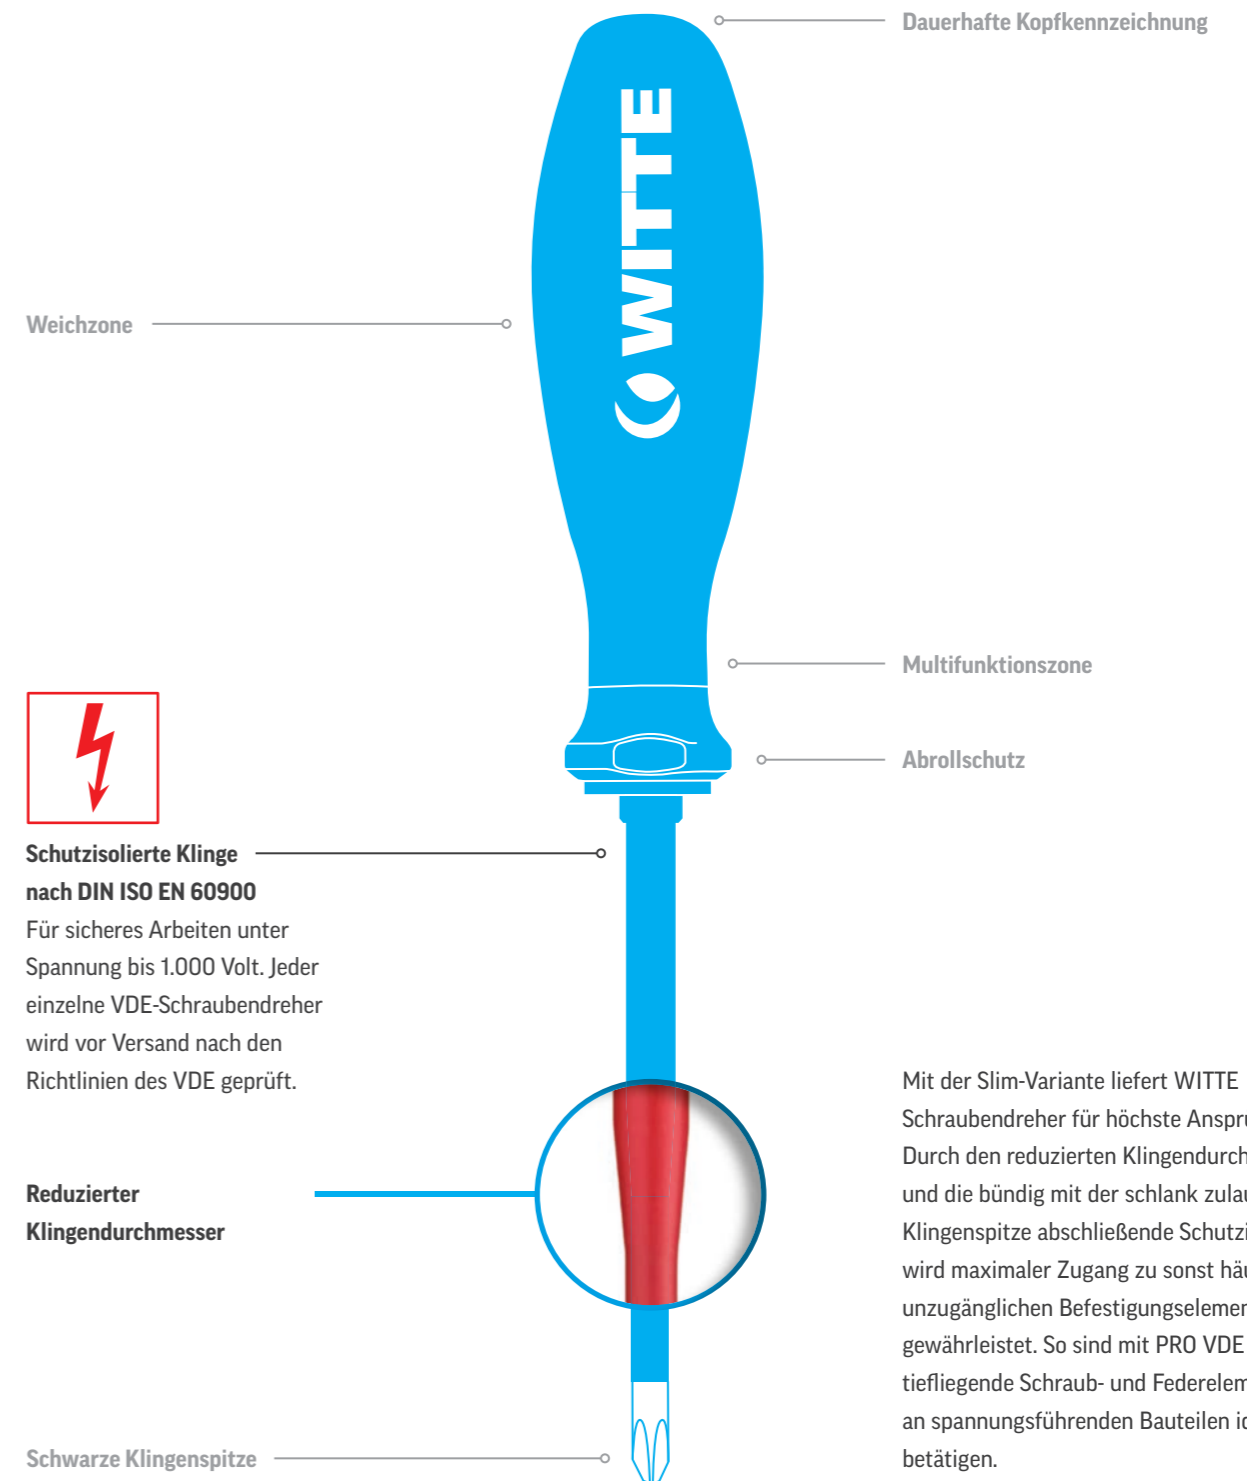 Dauerhafte Kopfkennzeichnung
WITTE
Weichzone
Multifunktionszone
Abrollschutz
Schutzisolierte Klinge
nach DIN ISO EN 60900
Für sicheres Arbeiten unter
Spannung bis 1.000 Volt. Jeder
einzelne VDE-Schraubendreher
wird vor Versand nach den
Richtlinien des VDE geprüft.
Reduzierter
Klingendurchmesser
Mit der Slim-Variante liefert WITTE
Schraubendreher für höchste
Durch den reduzierten
und die bündig mit der schlank
Klingenspitze abschließende
wird maximaler Zugang zu sonst
unzugänglichen
gewährleistet. So sind mit PRO VDE
tiefliegende Schraub- und
an spannungsführenden Bauteilen
betätigen.
Schwarze Klingenspitze